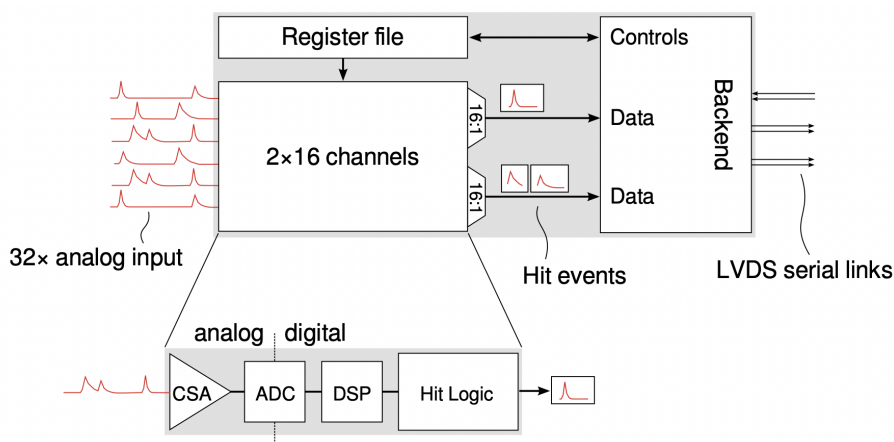 Register file
Controls
2×16 channels
16:1
Data
16:1
Data
Backend
32× analog input
Hit events
LVDS serial links
analog
digital
CSA
ADC
DSP
Hit Logic